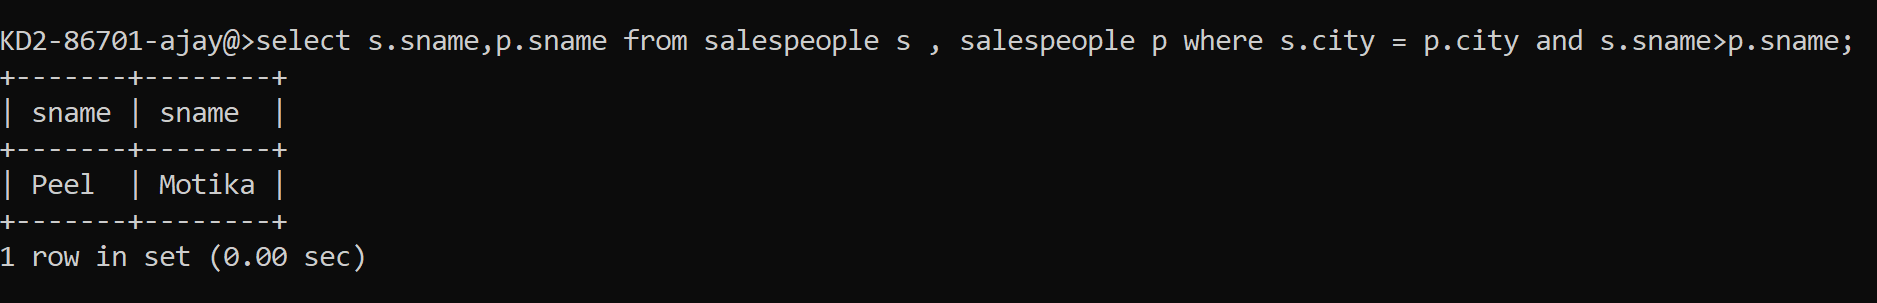 KD2-86701-ajay@>select s.sname,p.sname from salespeople s , salespeople p where s.city = p.city and s.sname>p.sname;
+-------+--------+
| sname | sname  |
+-------+--------+
| Peel  | Motika |
+-------+--------+
1 row in set (0.00 sec)